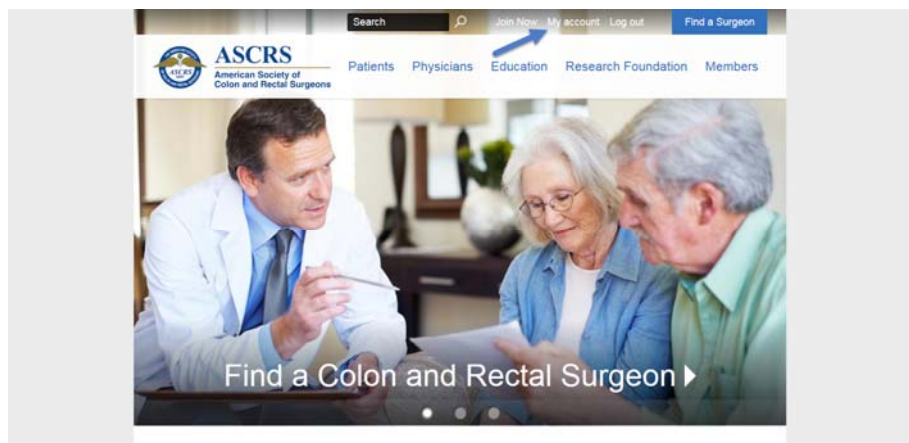 Search
Join Now My account Log out
Find a Surgeon
ASCRS
American Society of
Colon and Rectal Surgeons
ASCRS
Patients Physicians Education Research Foundation Members
Find a Colon and Rectal Surgeon